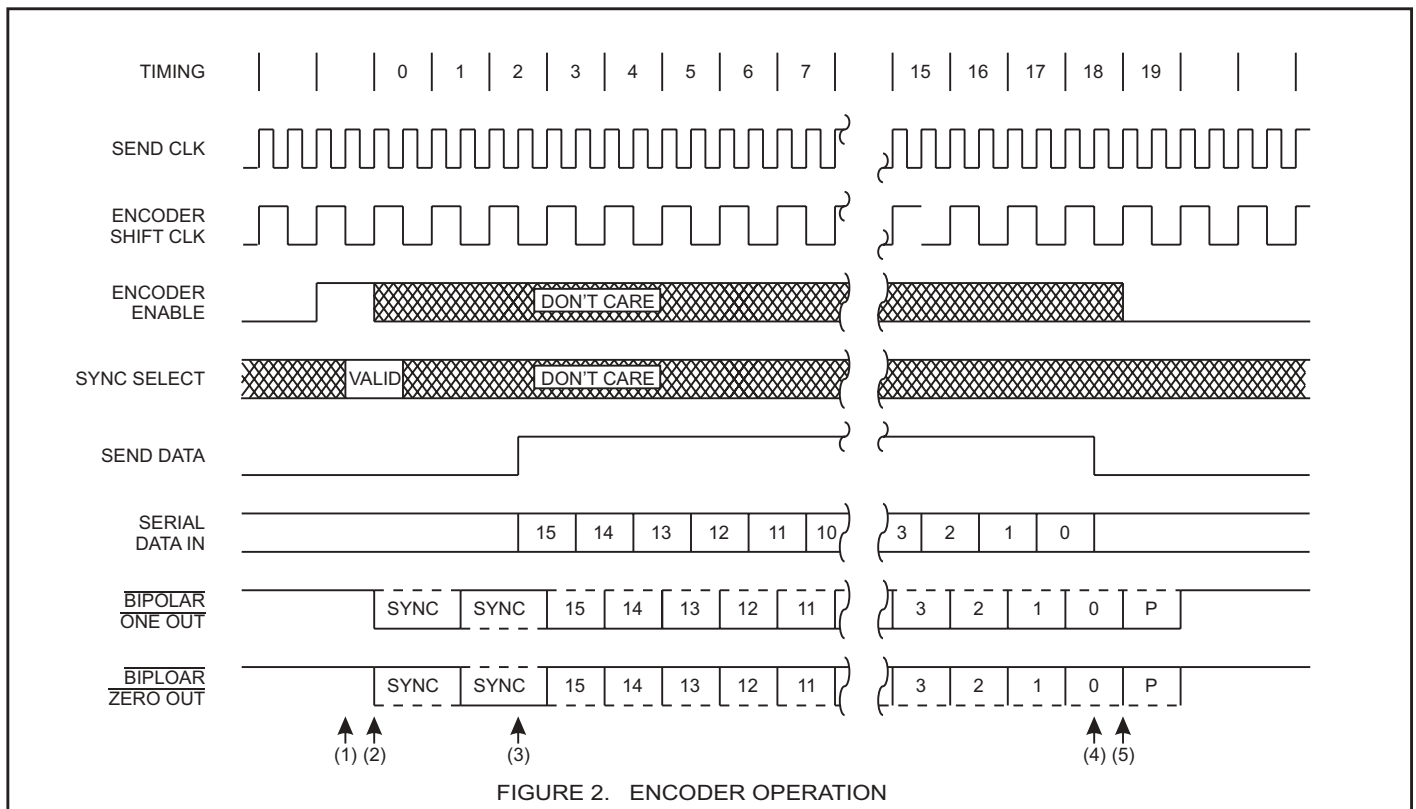 TIMING 0 1 2 3 4 5 6 7 15 16 17 18 19
SEND CLK
ENCODER
SHIFT CLK
ENCODER
ENABLE
DON'T CARE
SYNC SELECT VALID DON'T CARE
SEND DATA
SERIAL
DATA IN
15 14 13 12 11 10 3 2 1 0
BIPOLAR
ONE OUT
SYNC SYNC 15 14 13 12 11 3 2 1 0 P
BIPLOAR
ZERO OUT
SYNC SYNC 15 14 13 12 11 3 2 1 0 P
(1) (2) (3) (4) (5)
FIGURE 2. ENCODER OPERATION